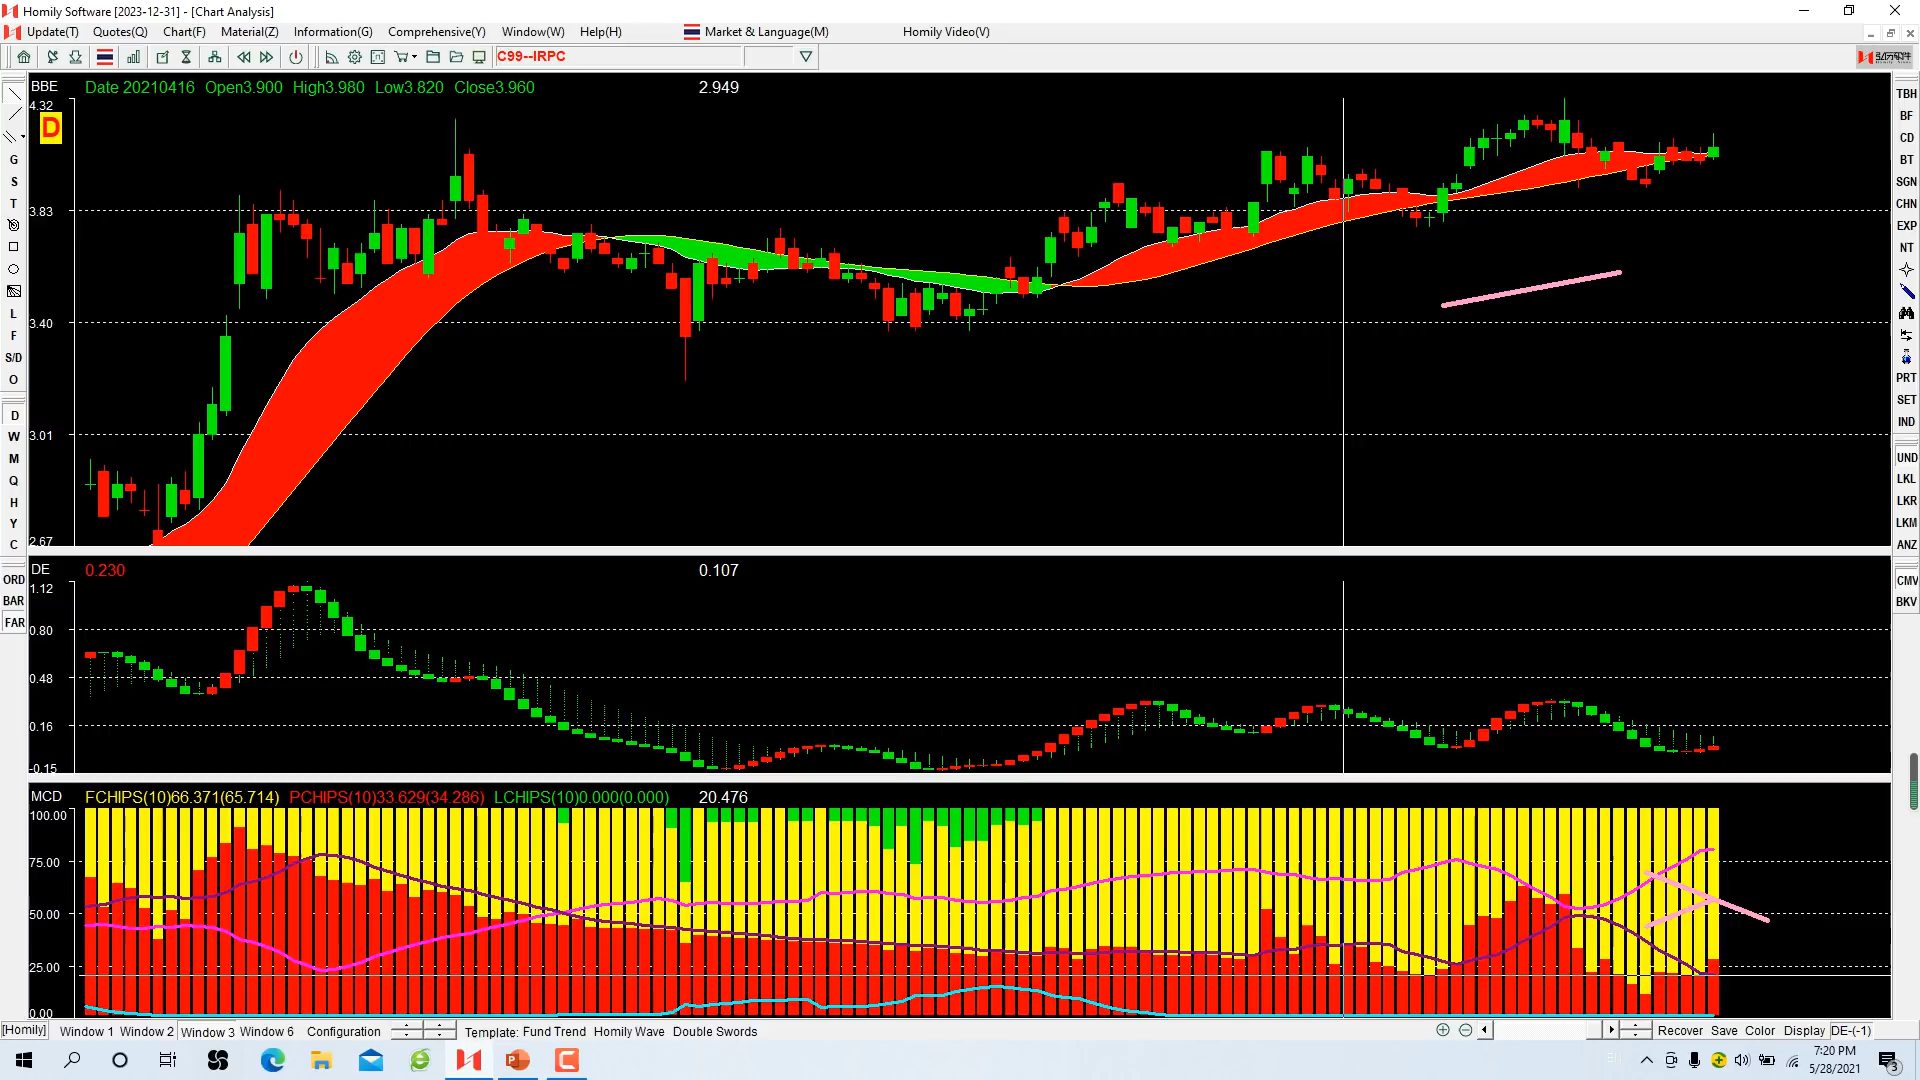 Homily Software [2023-12-31] - [Chart Analysis]
Update(T) Quotes(Q) Chart(F) Material(Z) Information(G) Comprehensive(Y) Window(W) Help(H) Market & Language(M) Homily Video(V)
C99--IRPC
BBE Date 20210416 Open3.900 High3.980 Low3.820 Close3.960 2.949
4.32
D
3.83
3.40
3.01
2.67
DE 0.230 0.107
1.12
0.80
0.48
0.16
-0.15
MCD FCHIPS(10)66.371(65.714) PCHIPS(10)33.629(34.286) LCHIPS(10)0.000(0.000) 20.476
100.00
75.00
50.00
25.00
0.00
G
S
T
L
F
S/D
O
D
W
M
Q
H
Y
C
ORD
BAR
FAR
TBH
BF
CD
BT
SGN
CHN
EXP
NT
PRT
SET
IND
UND
LKL
LKR
LKM
ANZ
CMV
BKV
[Homily] Window 1 Window 2 Window 3 Window 6 Configuration Template: Fund Trend Homily Wave Double Swords Recover Save Color Display DE-(-1)
7:20 PM
5/28/2021
3